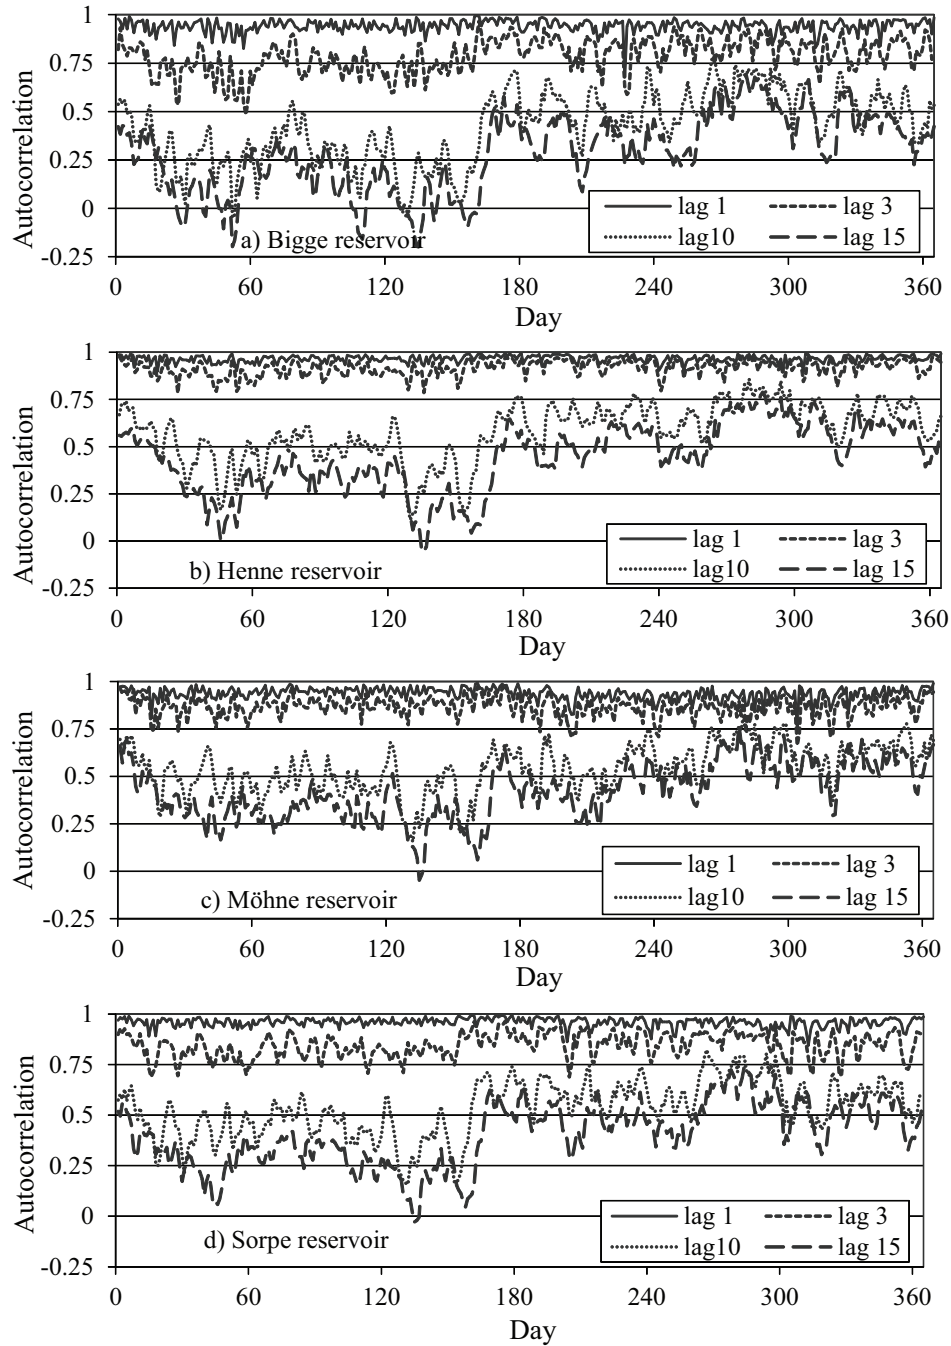 1
0.75
0.5
0.25
0
-0.25
Autocorrelation
lag 1
lag 3
lag10
lag 15
a) Bigge reservoir
0 60 120 180 240 300 360
Day
1
0.75
0.5
0.25
0
-0.25
Autocorrelation
lag 1
lag 3
lag10
lag 15
b) Henne reservoir
0 60 120 180 240 300 360
Day
1
0.75
0.5
0.25
0
-0.25
Autocorrelation
lag 1
lag 3
lag10
lag 15
c) Möhne reservoir
0 60 120 180 240 300 360
Day
1
0.75
0.5
0.25
0
-0.25
Autocorrelation
lag 1
lag 3
lag10
lag 15
d) Sorpe reservoir
0 60 120 180 240 300 360
Day